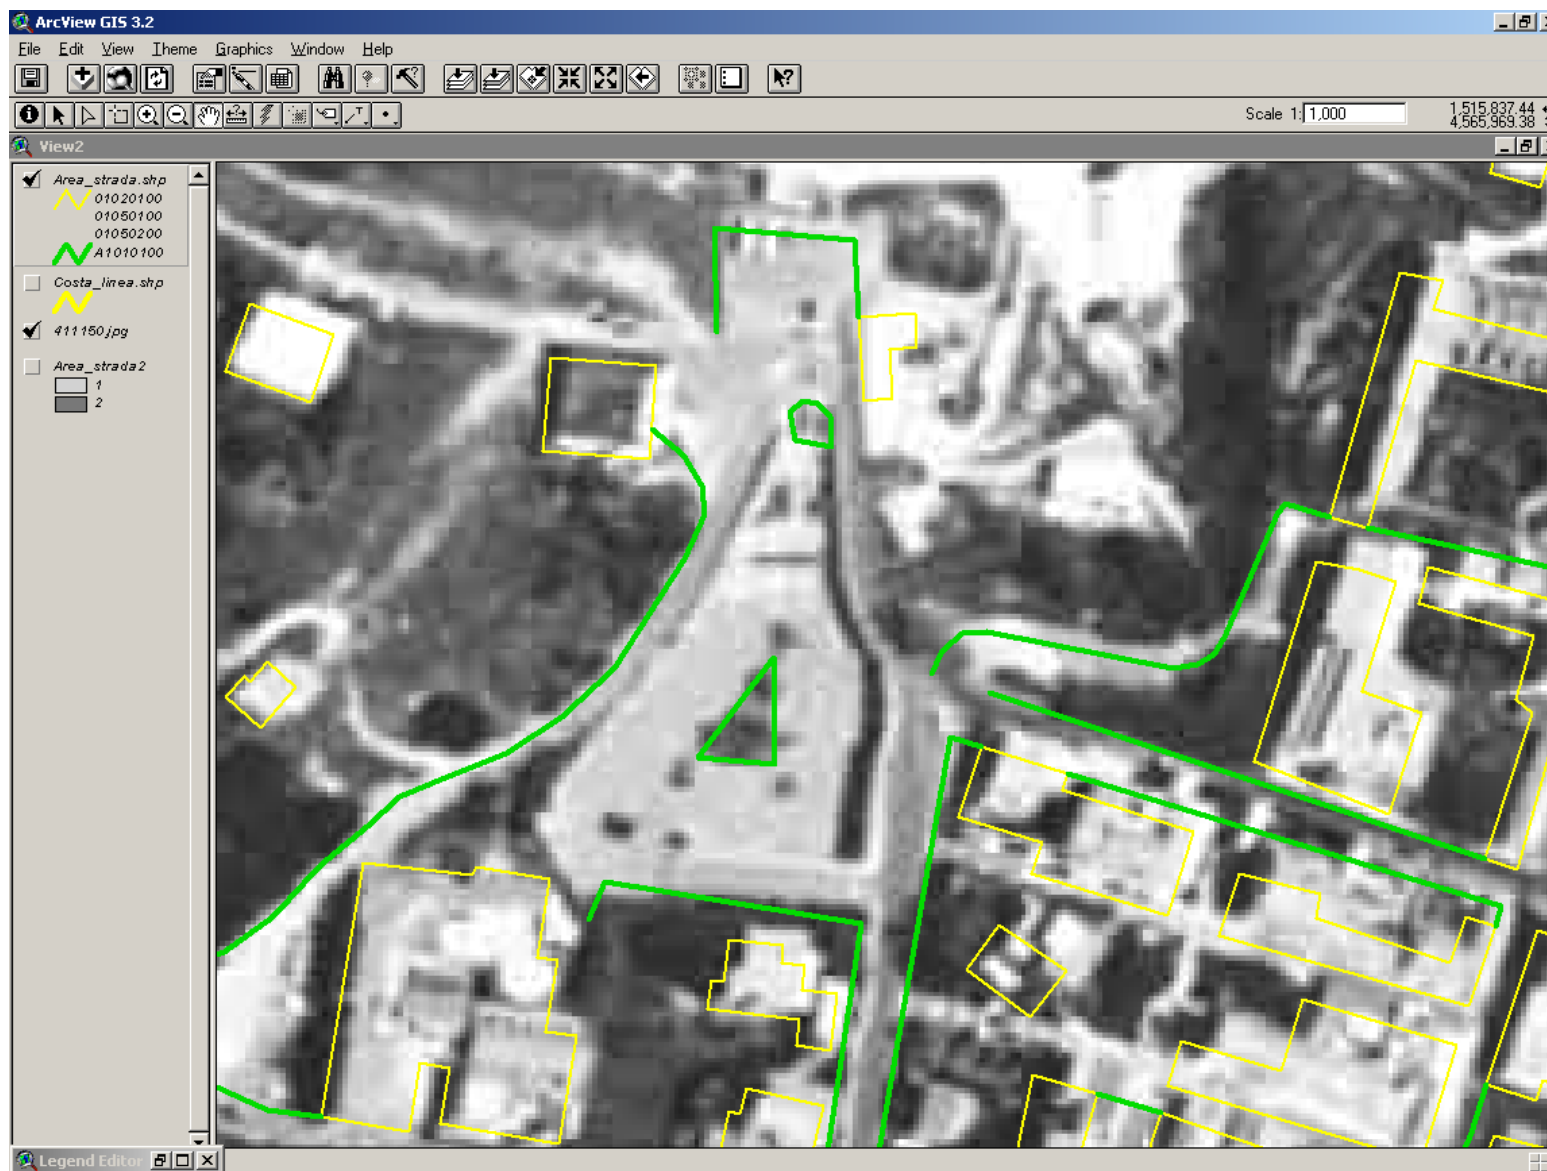 ArcView GIS 3.2
File Edit View Theme Graphics Window Help
Scale 1: 1,000
1,515,837.44
4,565,969.38
View2
Area_strada.shp
01020100
01050100
01050200
A1010100
Costa_linea.shp
411150.jpg
Area_strada2
1
2
Legend Editor